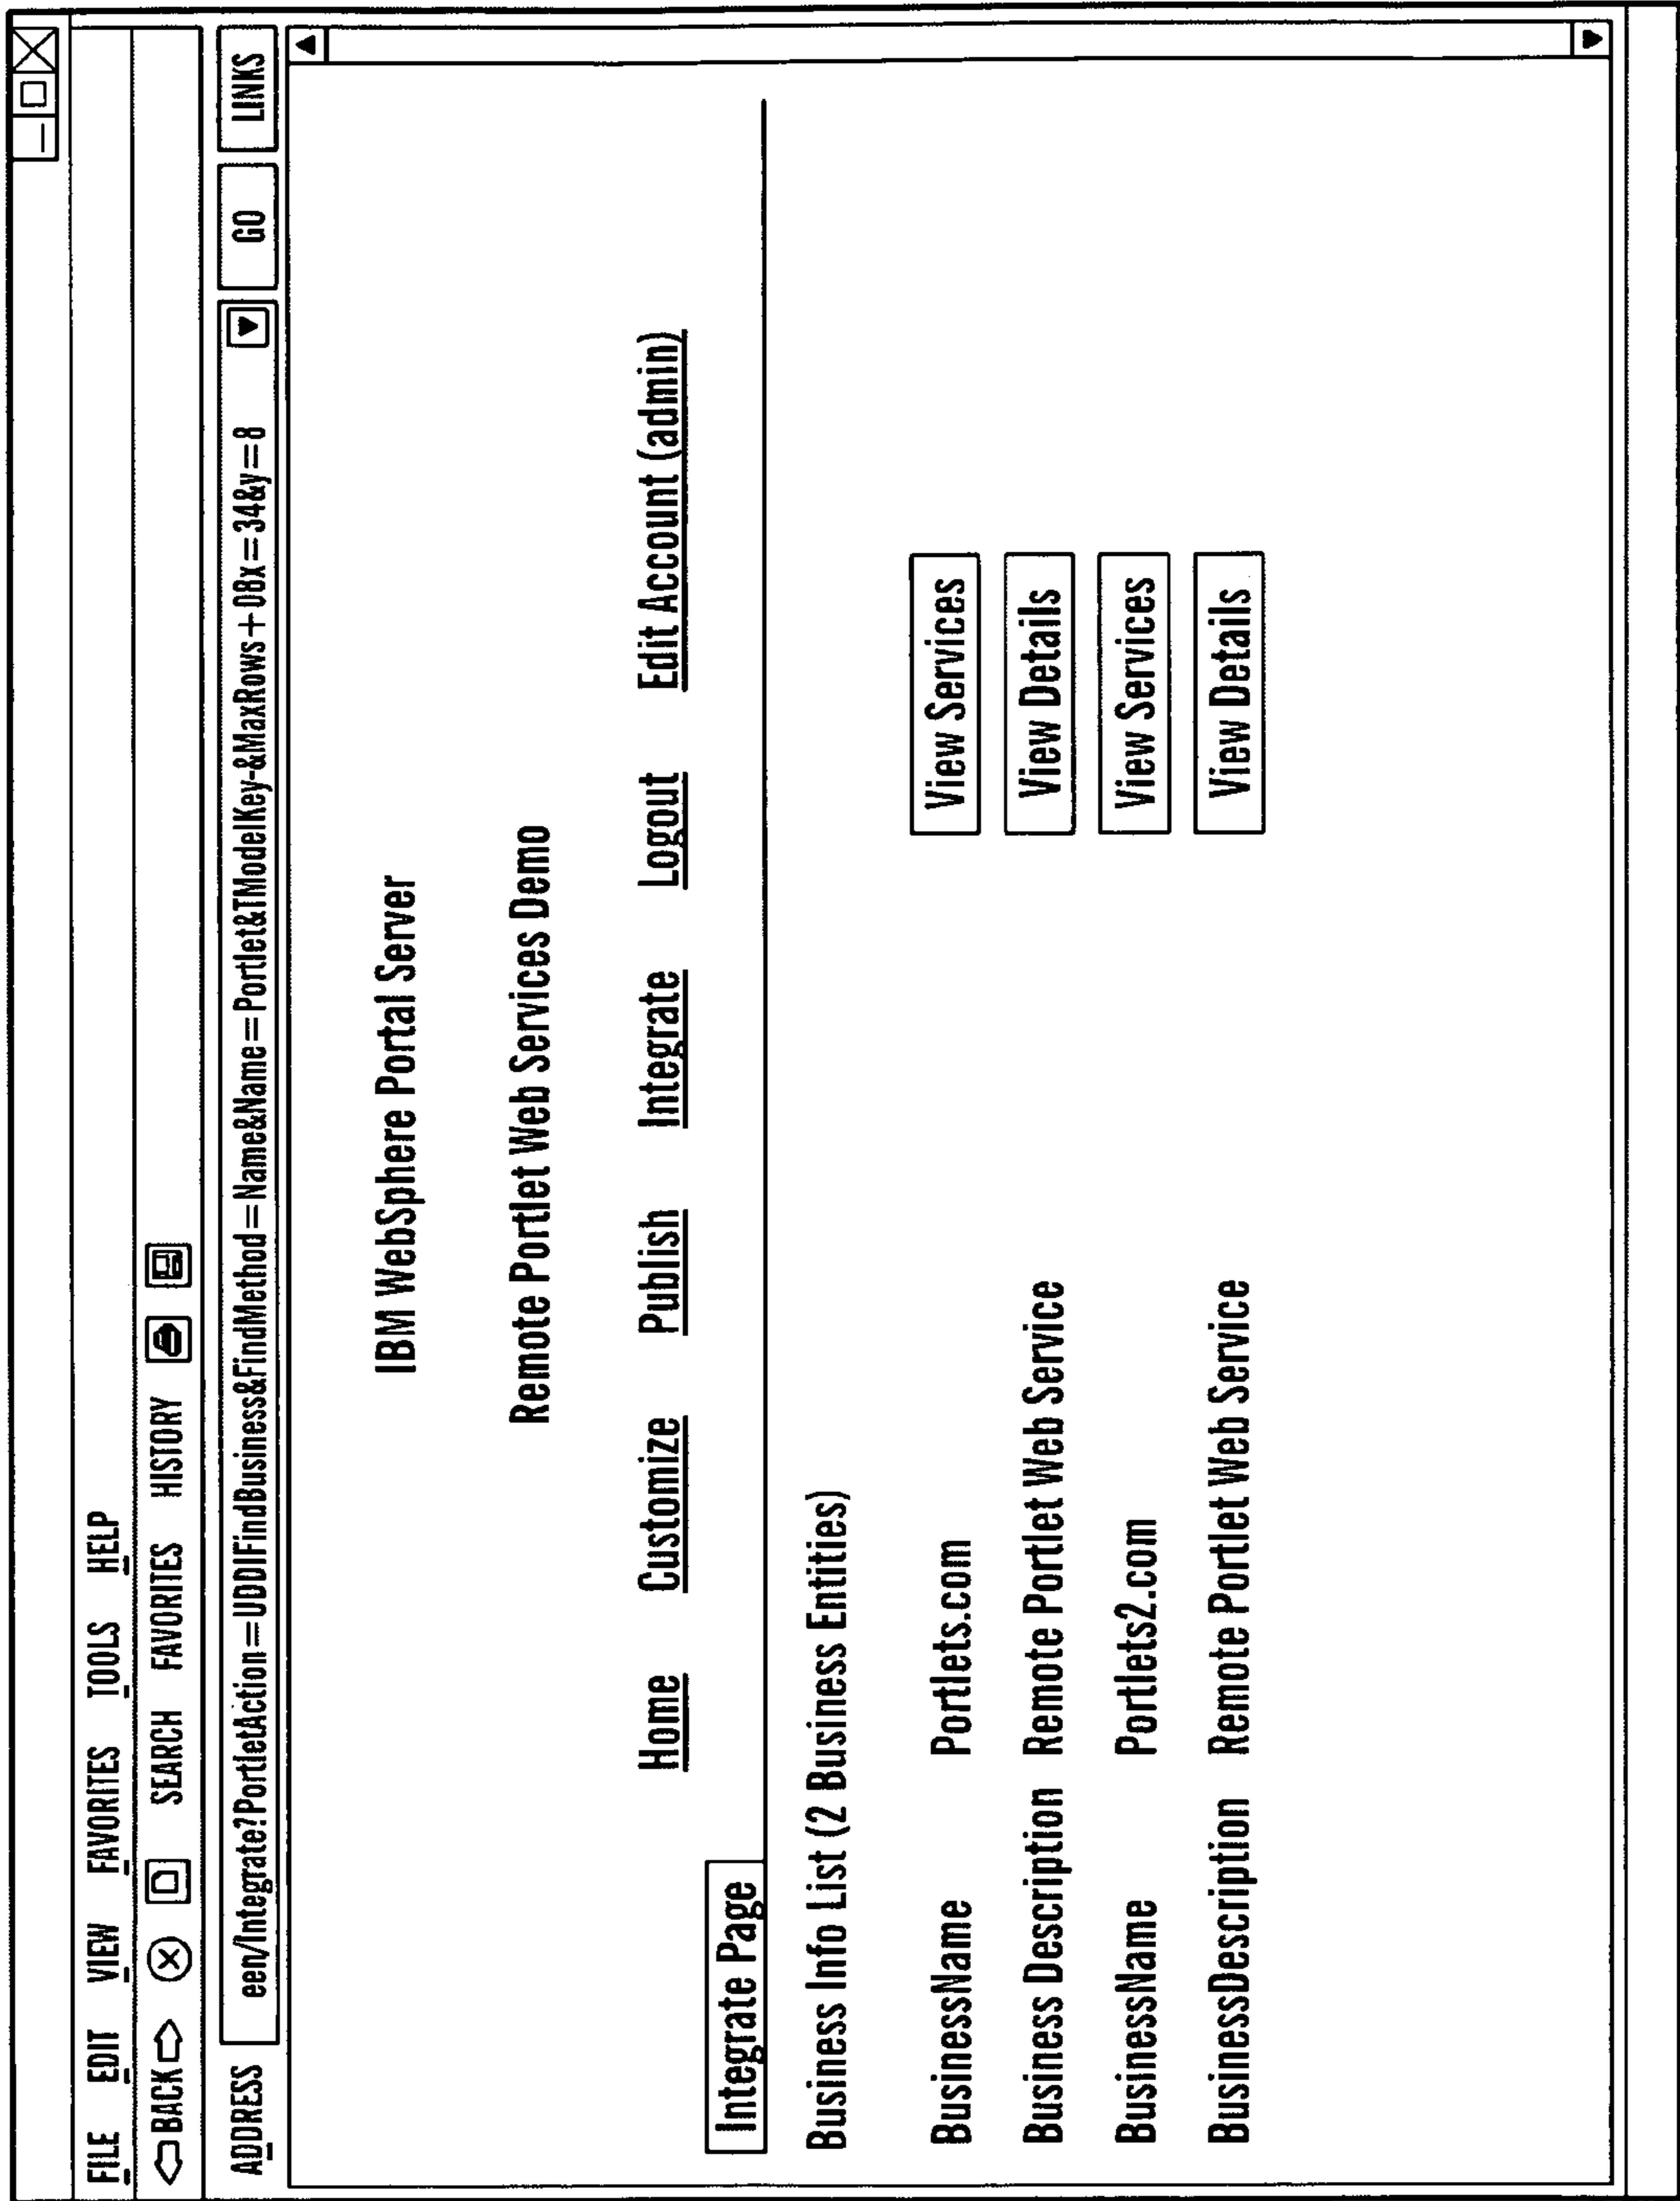 FILE EDIT VIEW FAVORITES TOOLS HELP
BACK SEARCH FAVORITES HISTORY
ADDRESS een/Integrate?PortletAction=UDDIFindBusiness&FindMethod=Name&Name=Portlet&TModelKey-&MaxRows+08x=34&y=8 GO LINKS
IBM WebSphere Portal Server
Remote Portlet Web Services Demo
Home Customize Publish Integrate Logout Edit Account (admin)
Integrate Page
Business Info List (2 Business Entities)
BusinessName Portlets.com View Services
Business Description Remote Portlet Web Service View Details
BusinessName Portlets2.com View Services
BusinessDescription Remote Portlet Web Service View Details